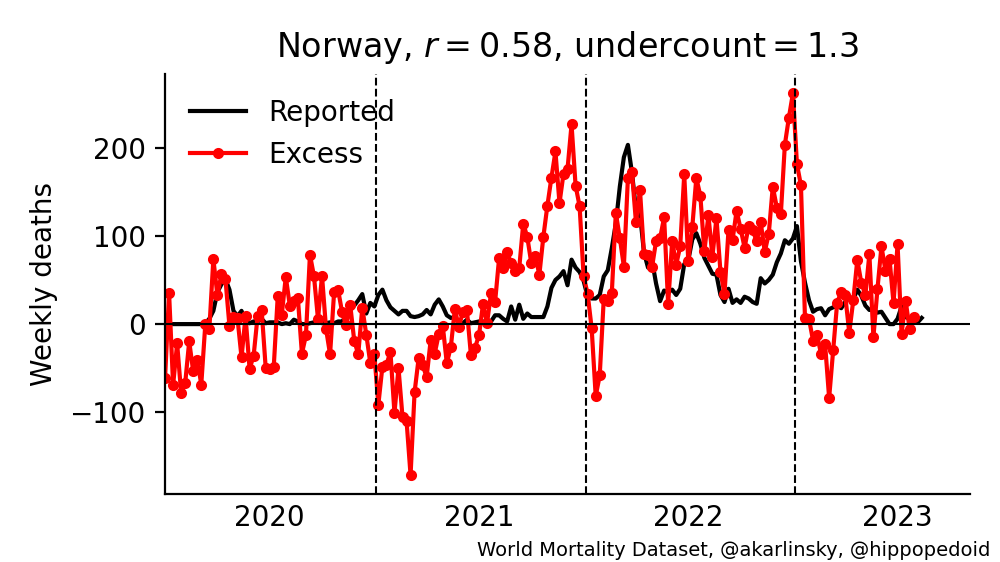 Norway, r = 0.58, undercount = 1.3
Reported
Excess
Weekly deaths
200
100
0
−100
2020 2021 2022 2023
World Mortality Dataset, @akarlinsky, @hippopedoid